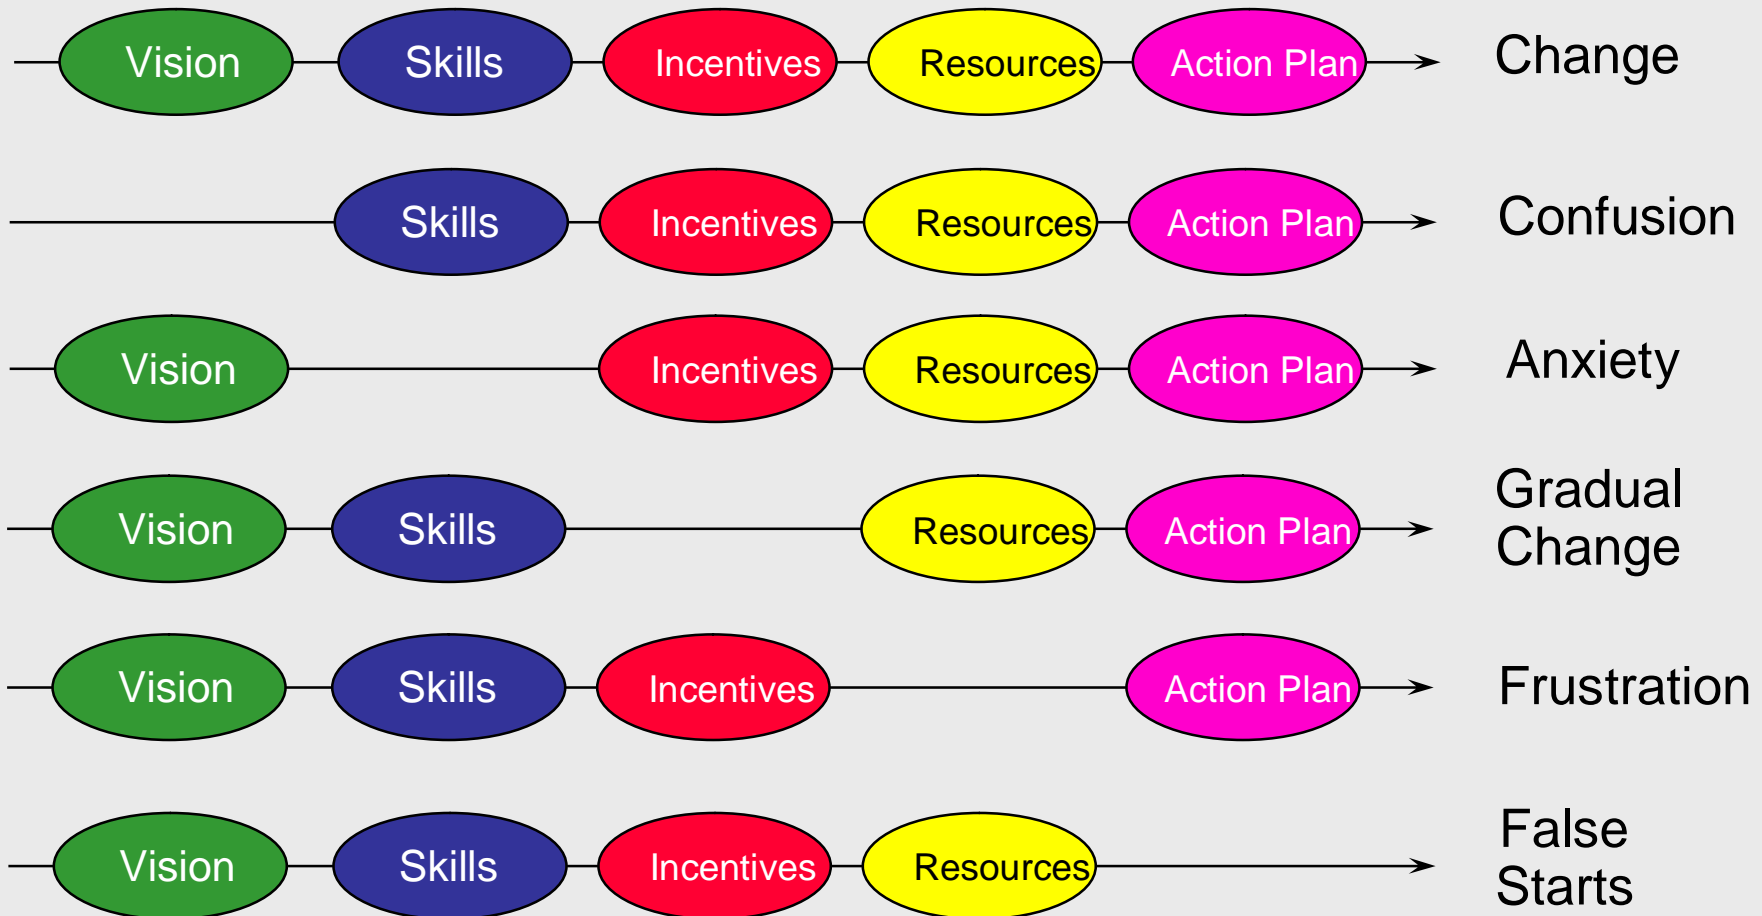 Vision Skills Incentives Resources Action Plan Change
Skills Incentives Resources Action Plan Confusion
Vision Incentives Resources Action Plan Anxiety
Vision Skills Resources Action Plan Gradual
Change
Vision Skills Incentives Action Plan Frustration
Vision Skills Incentives Resources False
Starts